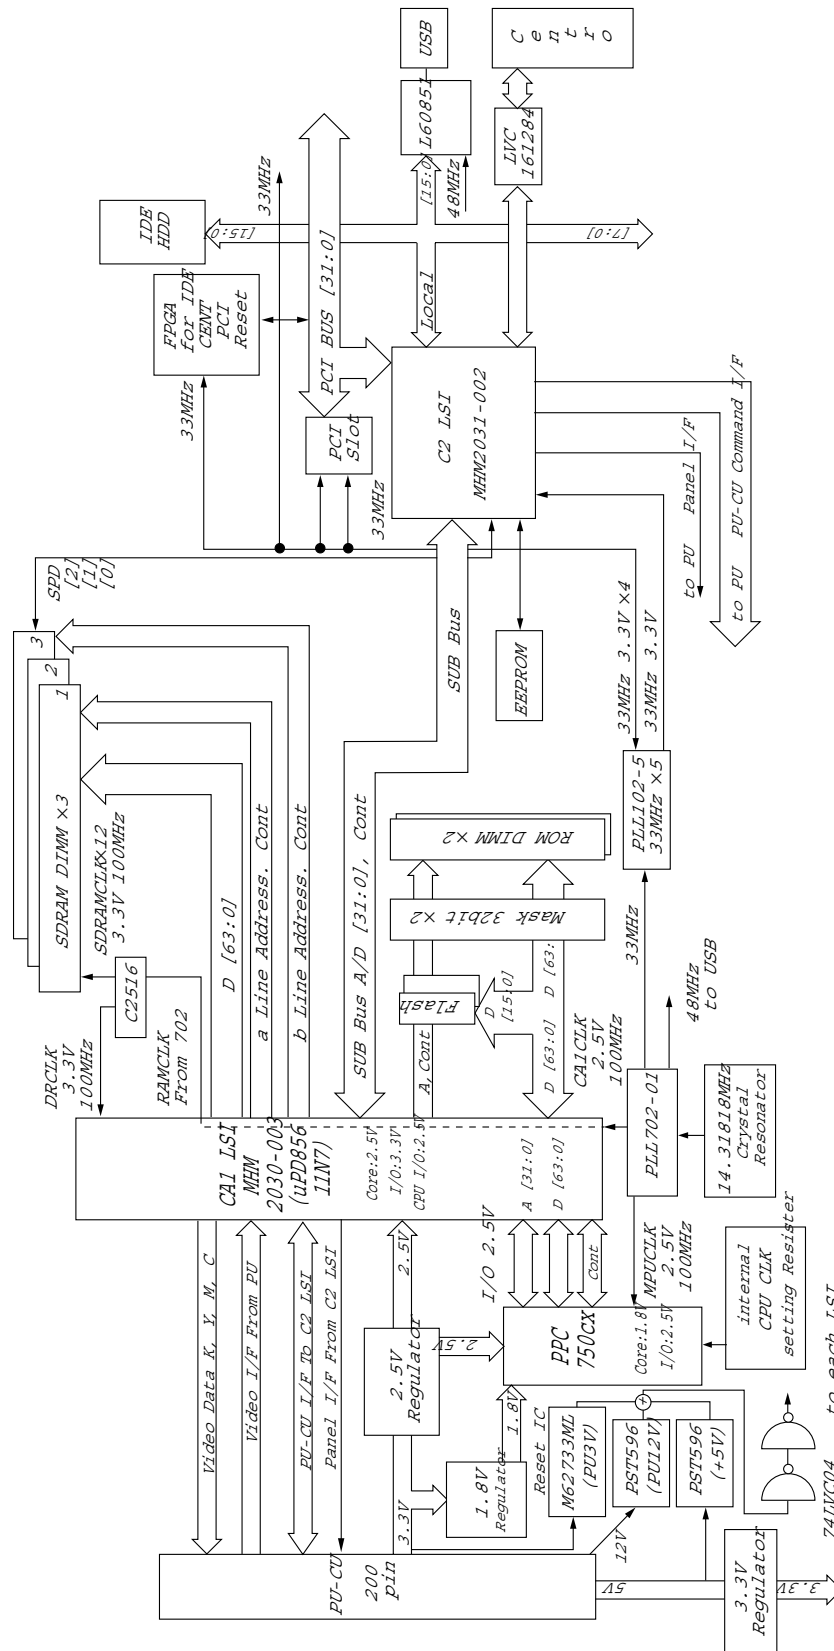 USB
C e n t r o
L60851
LVC
161284
[15:0]
48MHz
33MHz
IDE
HDD
[15:0]
[7:0]
FPGA
for IDE
CENT
PCI
Reset
33MHz
PCI BUS [31:0]
Local
PCI
Slot
33MHz
C2 LSI
MHM2031-002
to PU Panel I/F
to PU PU-CU Command I/F
SPD
[2]
[1]
[0]
3
2
1
SDRAM DIMM ×3
SDRAMCLK×12
3.3V 100MHz
C2516
DRCLK
3.3V
100MHz
RAMCLK
From 702
D [63:0]
a Line Address. Cont
b Line Address. Cont
SUB Bus
SUB Bus A/D [31:0], Cont
EEPROM
33MHz 3.3V ×4
33MHz 3.3V
PLL102-5
33MHz ×5
ROM DIMM ×2
Mask 32bit ×2
Flash
A, Cont
D
[15:0]
D [63:0]
D [63:
CA1CLK
2.5V
100MHz
33MHz
48MHz
to USB
PLL702-01
14.31818MHz
Crystal
Resonator
CA1 LSI
MHM
2030-003
(uPD856
11N7)
Core:2.5V
I/O:3.3V
CPU I/O:2.5V
A [31:0]
D [63:0]
I/O 2.5V
Cont
MPUCLK
2.5V
100MHz
internal
CPU CLK
setting Resister
PPC
750CX
Core:1.8V
I/O:2.5V
Video Data K, Y, M, C
Video I/F From PU
PU-CU I/F To C2 LSI
Panel I/F From C2 LSI
2.5V
2.5V
Regulator
2.5V
3.3V
1.8V
Regulator
1.8V
Reset IC
M62733ML
(PU3V)
PST596
(PU12V)
PST596
(+5V)
12V
74LVC04
to each LSI
PU-CU
200
pin
5V
3.3V
Regulator
3.3V